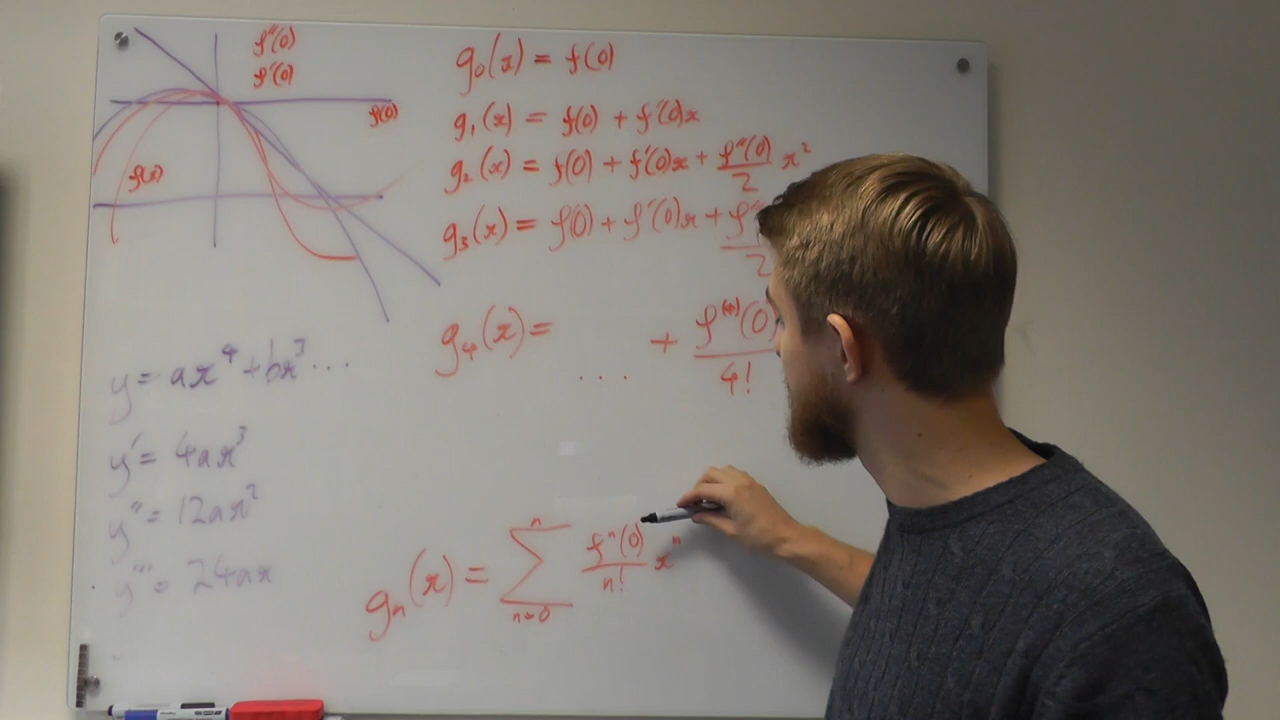 f''(0)
f'(0)
f(0)
f(x)
g₀(x) = f(0)
g₁(x) = f(0) + f'(0)x
g₂(x) = f(0) + f'(0)x + f''(0)/2 x²
g₃(x) = f(0) + f'(0)x + f''/2
g₄(x) = .... + f⁽⁴⁾(0)/4!
y = ax⁴ + bx³...
y' = 4ax³
y'' = 12ax²
y''' = 24ax
gₙ(x) = n Σ n=0 fⁿ(0)/n! xⁿ